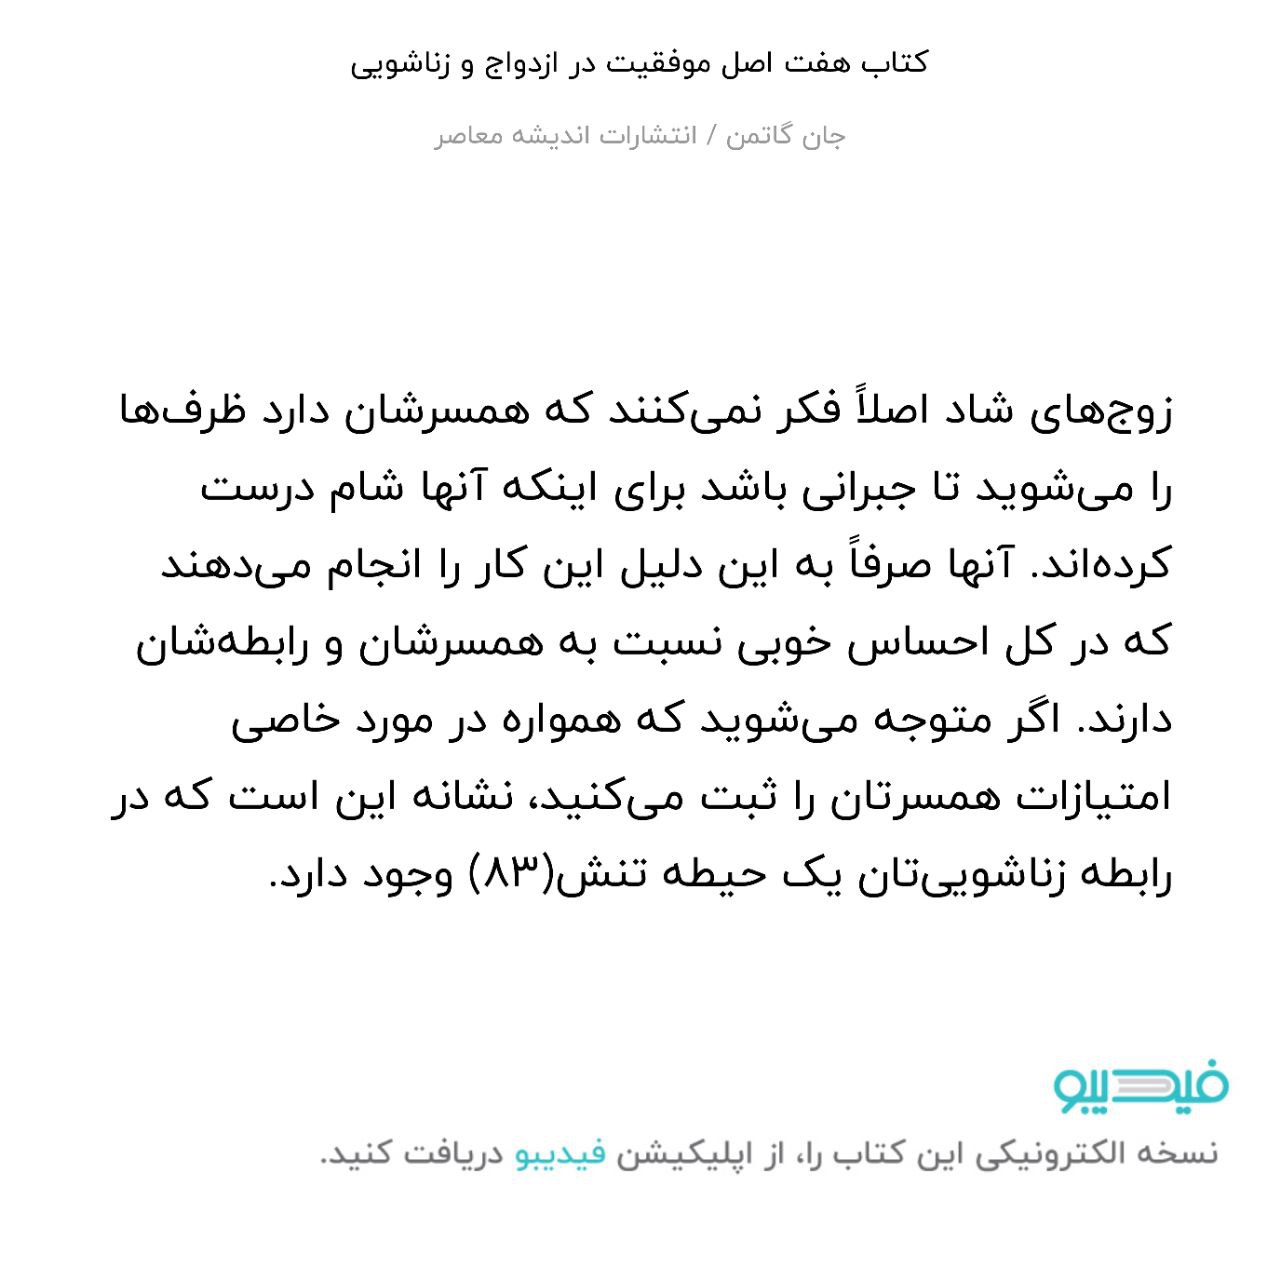 کتاب هفت اصل موفقیت در ازدواج و زناشویی
جان گاتمن / انتشارات اندیشه معاصر
زوج‌های شاد اصلاً فکر نمی‌کنند که همسرشان دارد ظرف‌ها
را می‌شوید تا جبرانی باشد برای اینکه آنها شام درست
کرده‌اند. آنها صرفاً به این دلیل این کار را انجام می‌دهند
که در کل احساس خوبی نسبت به همسرشان و رابطه‌شان
دارند. اگر متوجه می‌شوید که همواره در مورد خاصی
امتیازات همسرتان را ثبت می‌کنید، نشانه این است که در
رابطه زناشویی‌تان یک حیطه تنش(۸۳) وجود دارد.
فیدیبو
نسخه الکترونیکی این کتاب را، از اپلیکیشن فیدیبو دریافت کنید.